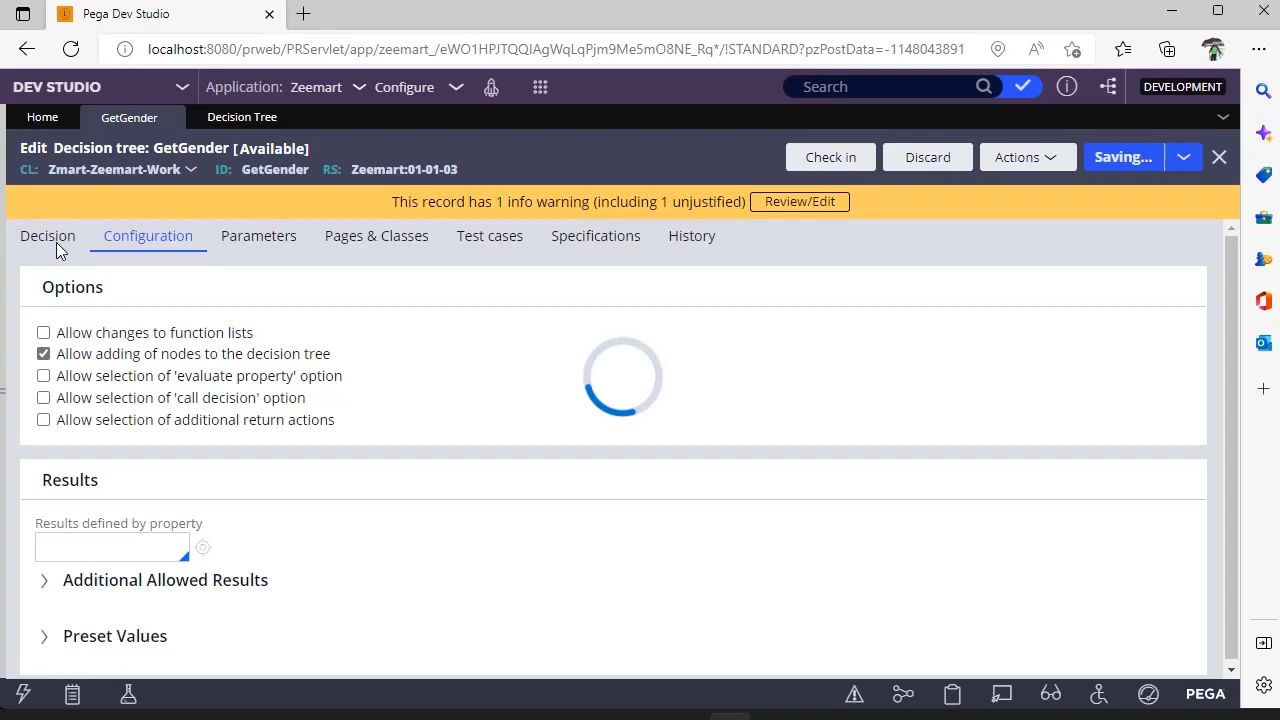 Pega Dev Studio
localhost:8080/prweb/PRServlet/app/zeemart_/eWO1HPJTQQIAgWqLqPjm9Me5mO8NE_Rq*/!STANDARD?pzPostData=-1148043891
DEV STUDIO Application: Zeemart Configure Search DEVELOPMENT
Home GetGender Decision Tree
Edit Decision tree: GetGender [Available]
CL: Zmart-Zeemart-Work ID: GetGender RS: Zeemart:01-01-03
Check in Discard Actions Saving...
This record has 1 info warning (including 1 unjustified) Review/Edit
Decision Configuration Parameters Pages & Classes Test cases Specifications History
Options
Allow changes to function lists
Allow adding of nodes to the decision tree
Allow selection of 'evaluate property' option
Allow selection of 'call decision' option
Allow selection of additional return actions
Results
Results defined by property
Additional Allowed Results
Preset Values
PEGA